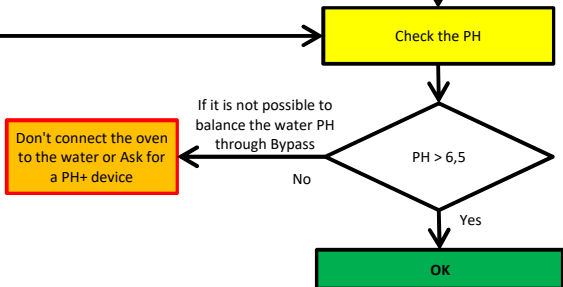 Check the PH
If it is not possible to
balance the water PH
through Bypass
Don't connect the oven
to the water or Ask for
a PH+ device
PH > 6,5
No
Yes
OK